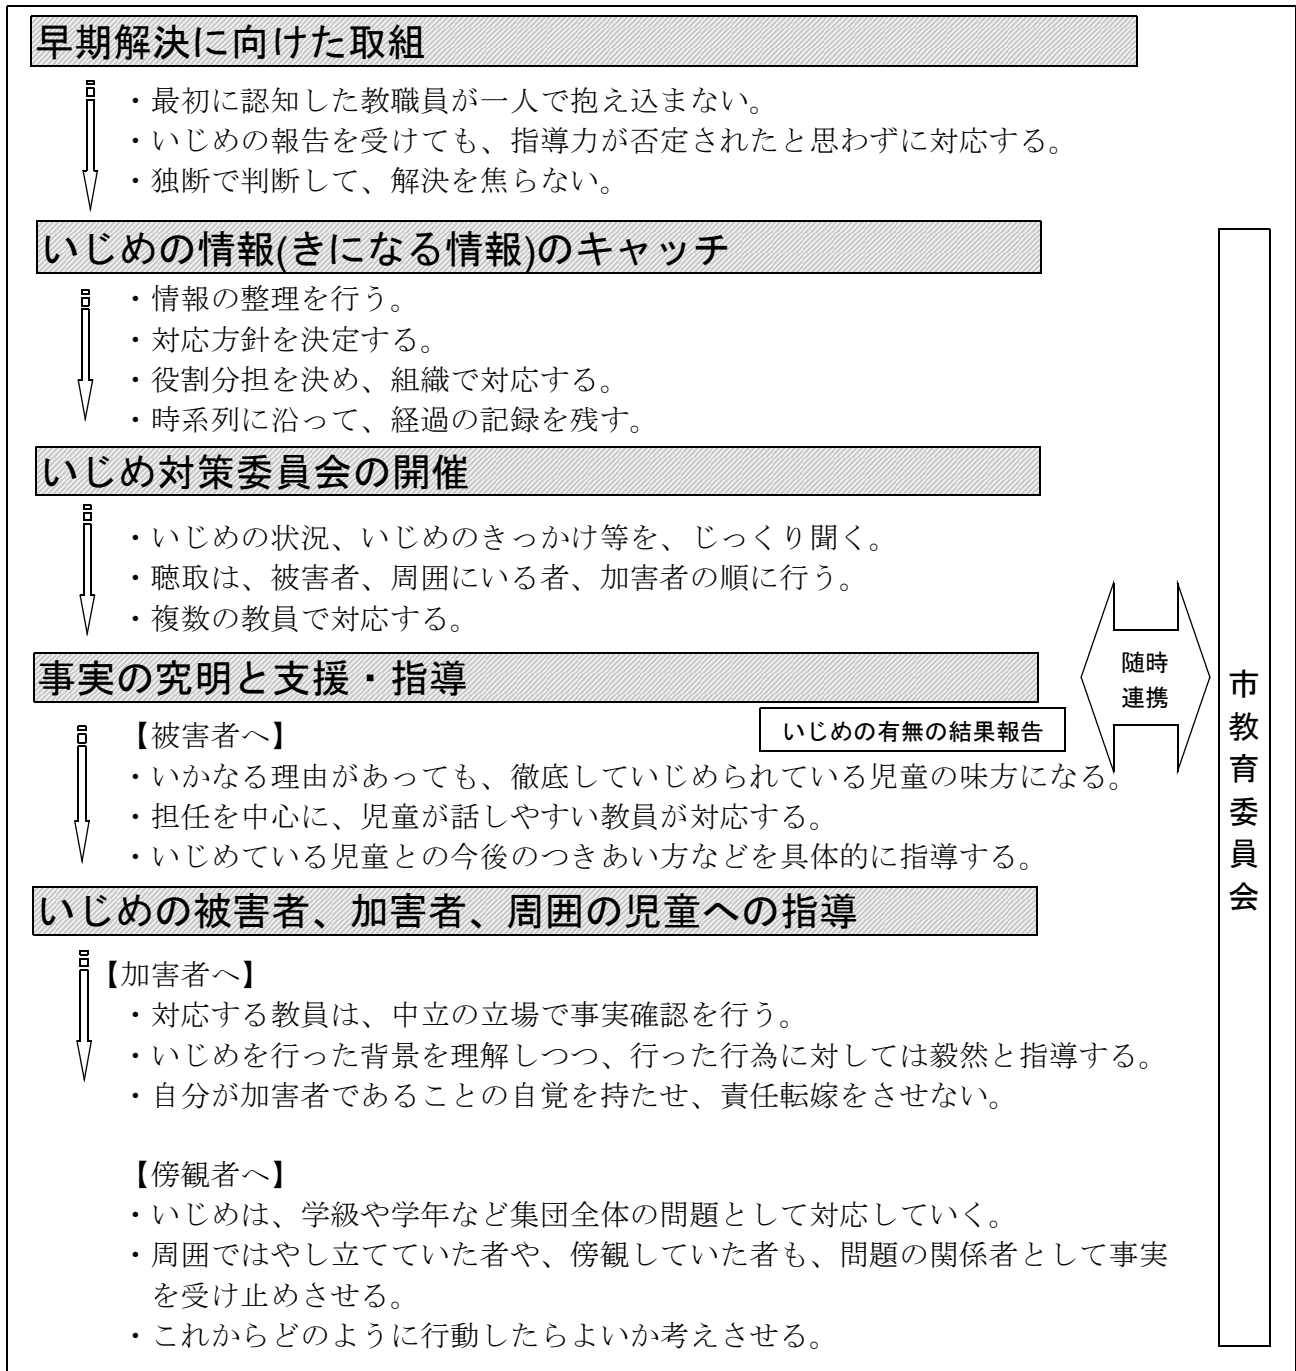 早期解決に向けた取組
・最初に認知した教職員が一人で抱え込まない。
・いじめの報告を受けても、指導力が否定されたと思わずに対応する。
・独断で判断して、解決を焦らない。
いじめの情報(きになる情報)のキャッチ
・情報の整理を行う。
・対応方針を決定する。
・役割分担を決め、組織で対応する。
・時系列に沿って、経過の記録を残す。
いじめ対策委員会の開催
・いじめの状況、いじめのきっかけ等を、じっくり聞く。
・聴取は、被害者、周囲にいる者、加害者の順に行う。
・複数の教員で対応する。
事実の究明と支援・指導
随時
連携
市教育委員会
いじめの有無の結果報告
【被害者へ】
・いかなる理由があっても、徹底していじめられている児童の味方になる。
・担任を中心に、児童が話しやすい教員が対応する。
・いじめている児童との今後のつきあい方などを具体的に指導する。
いじめの被害者、加害者、周囲の児童への指導
【加害者へ】
・対応する教員は、中立の立場で事実確認を行う。
・いじめを行った背景を理解しつつ、行った行為に対しては毅然と指導する。
・自分が加害者であることの自覚を持たせ、責任転嫁をさせない。
【傍観者へ】
・いじめは、学級や学年など集団全体の問題として対応していく。
・周囲ではやし立てていた者や、傍観していた者も、問題の関係者として事実
を受け止めさせる。
・これからどのように行動したらよいか考えさせる。